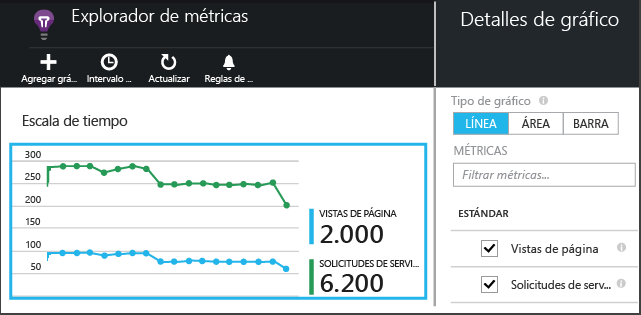 Explorador de métricas
Agregar grá...
Intervalo ...
Actualizar
Reglas de ...
Escala de tiempo
300
250
200
150
100
50
VISTAS DE PÁGINA
2.000
SOLICITUDES DE SERVI...
6.200
Detalles de gráfico
Tipo de gráfico
LÍNEA
ÁREA
BARRA
MÉTRICAS
Filtrar métricas...
ESTÁNDAR
Vistas de página
Solicitudes de serv...